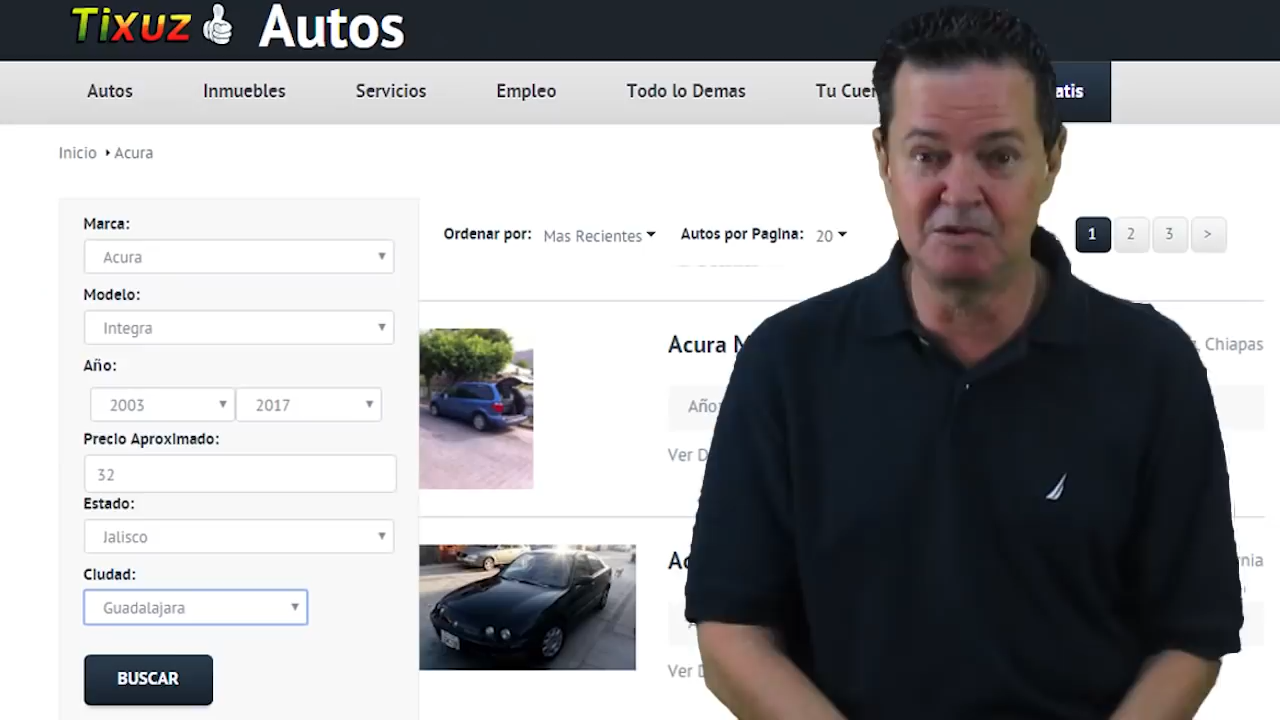 Tixuz Autos
Autos Inmuebles Servicios Empleo Todo lo Demas Tu atis
Inicio Acura
Marca:
Acura
Modelo:
Integra
Año:
2003 2017
Precio Aproximado:
32
Estado:
Jalisco
Ciudad:
Guadalajara
BUSCAR
Ordenar por: Mas Recientes Autos por Pagina: 20 1 2 3 >
Acura Chiapas
Año:
Ver
Ver